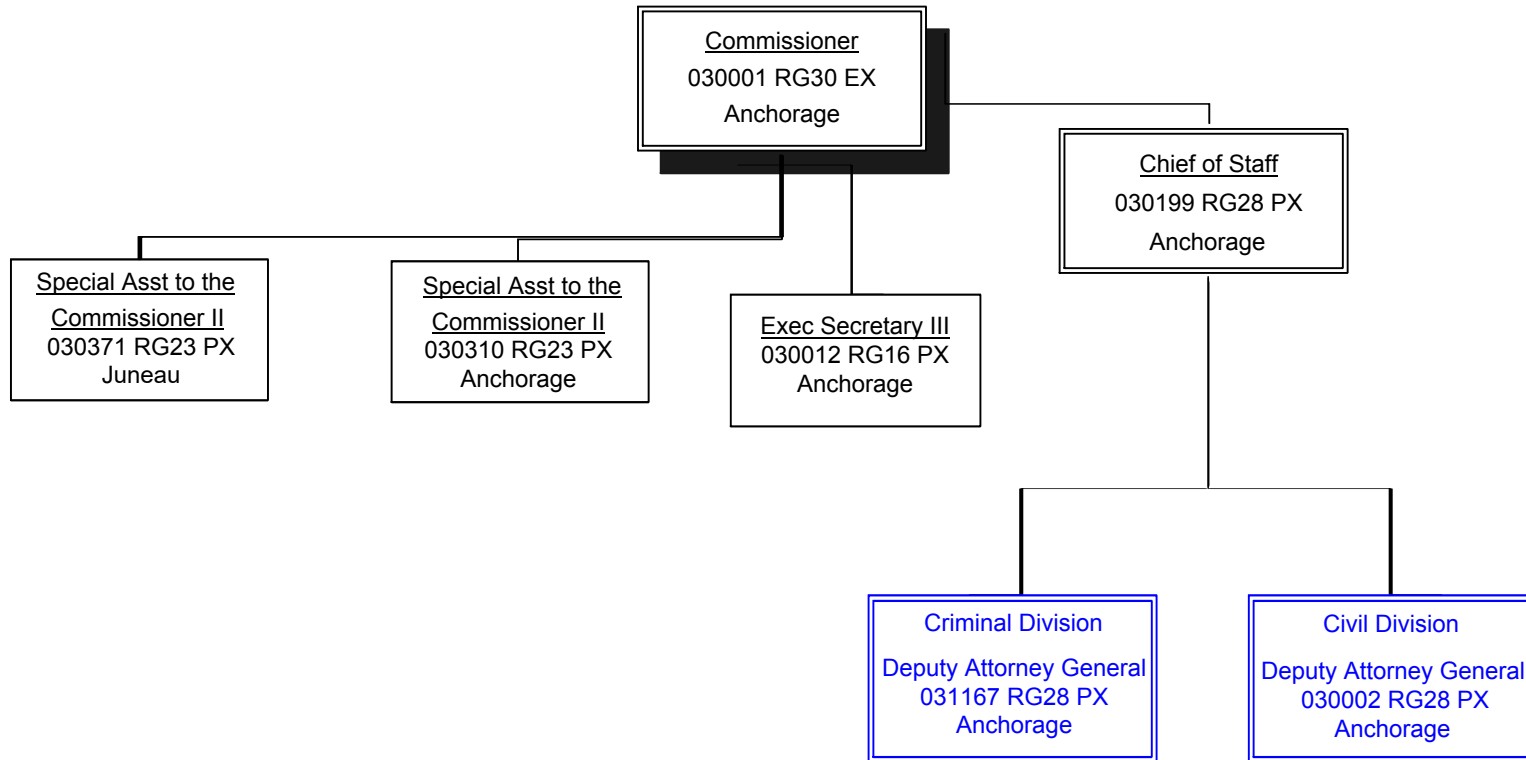 Commissioner
030001 RG30 EX
Anchorage
Chief of Staff
030199 RG28 PX
Anchorage
Special Asst to the
Commissioner II
030371 RG23 PX
Juneau
Special Asst to the
Commissioner II
030310 RG23 PX
Anchorage
Exec Secretary III
030012 RG16 PX
Anchorage
Criminal Division
Deputy Attorney General
031167 RG28 PX
Anchorage
Civil Division
Deputy Attorney General
030002 RG28 PX
Anchorage